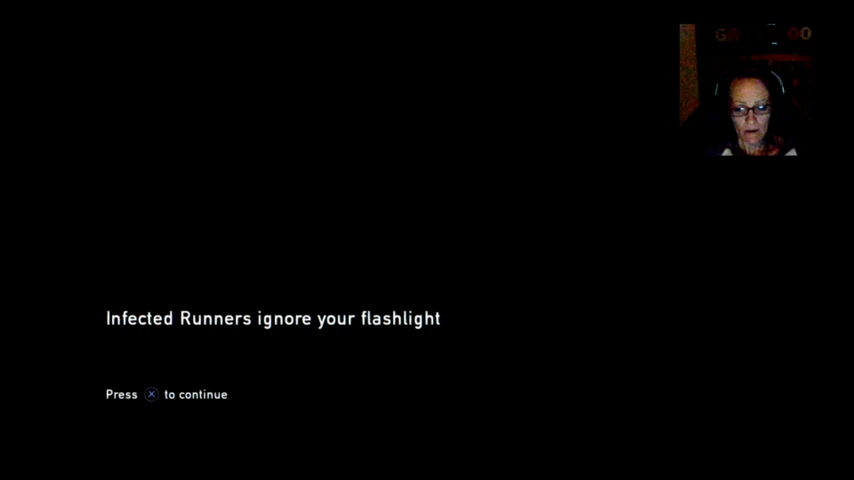 Infected Runners ignore your flashlight
Press ⓧ to continue